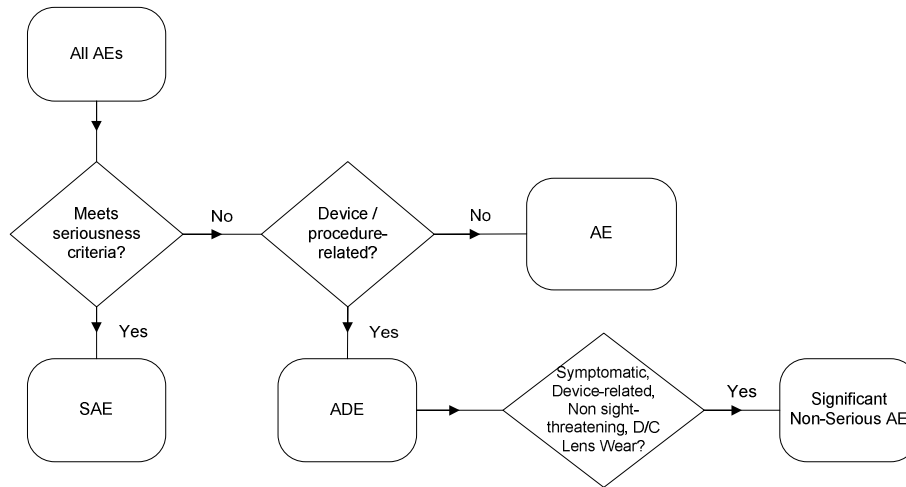 All AEs
Meets
seriousness
criteria?
No
Device /
procedure-
related?
No
AE
Yes
Yes
SAE
ADE
Symptomatic,
Device-related,
Non sight-
threatening, D/C
Lens Wear?
Yes
Significant
Non-Serious AE